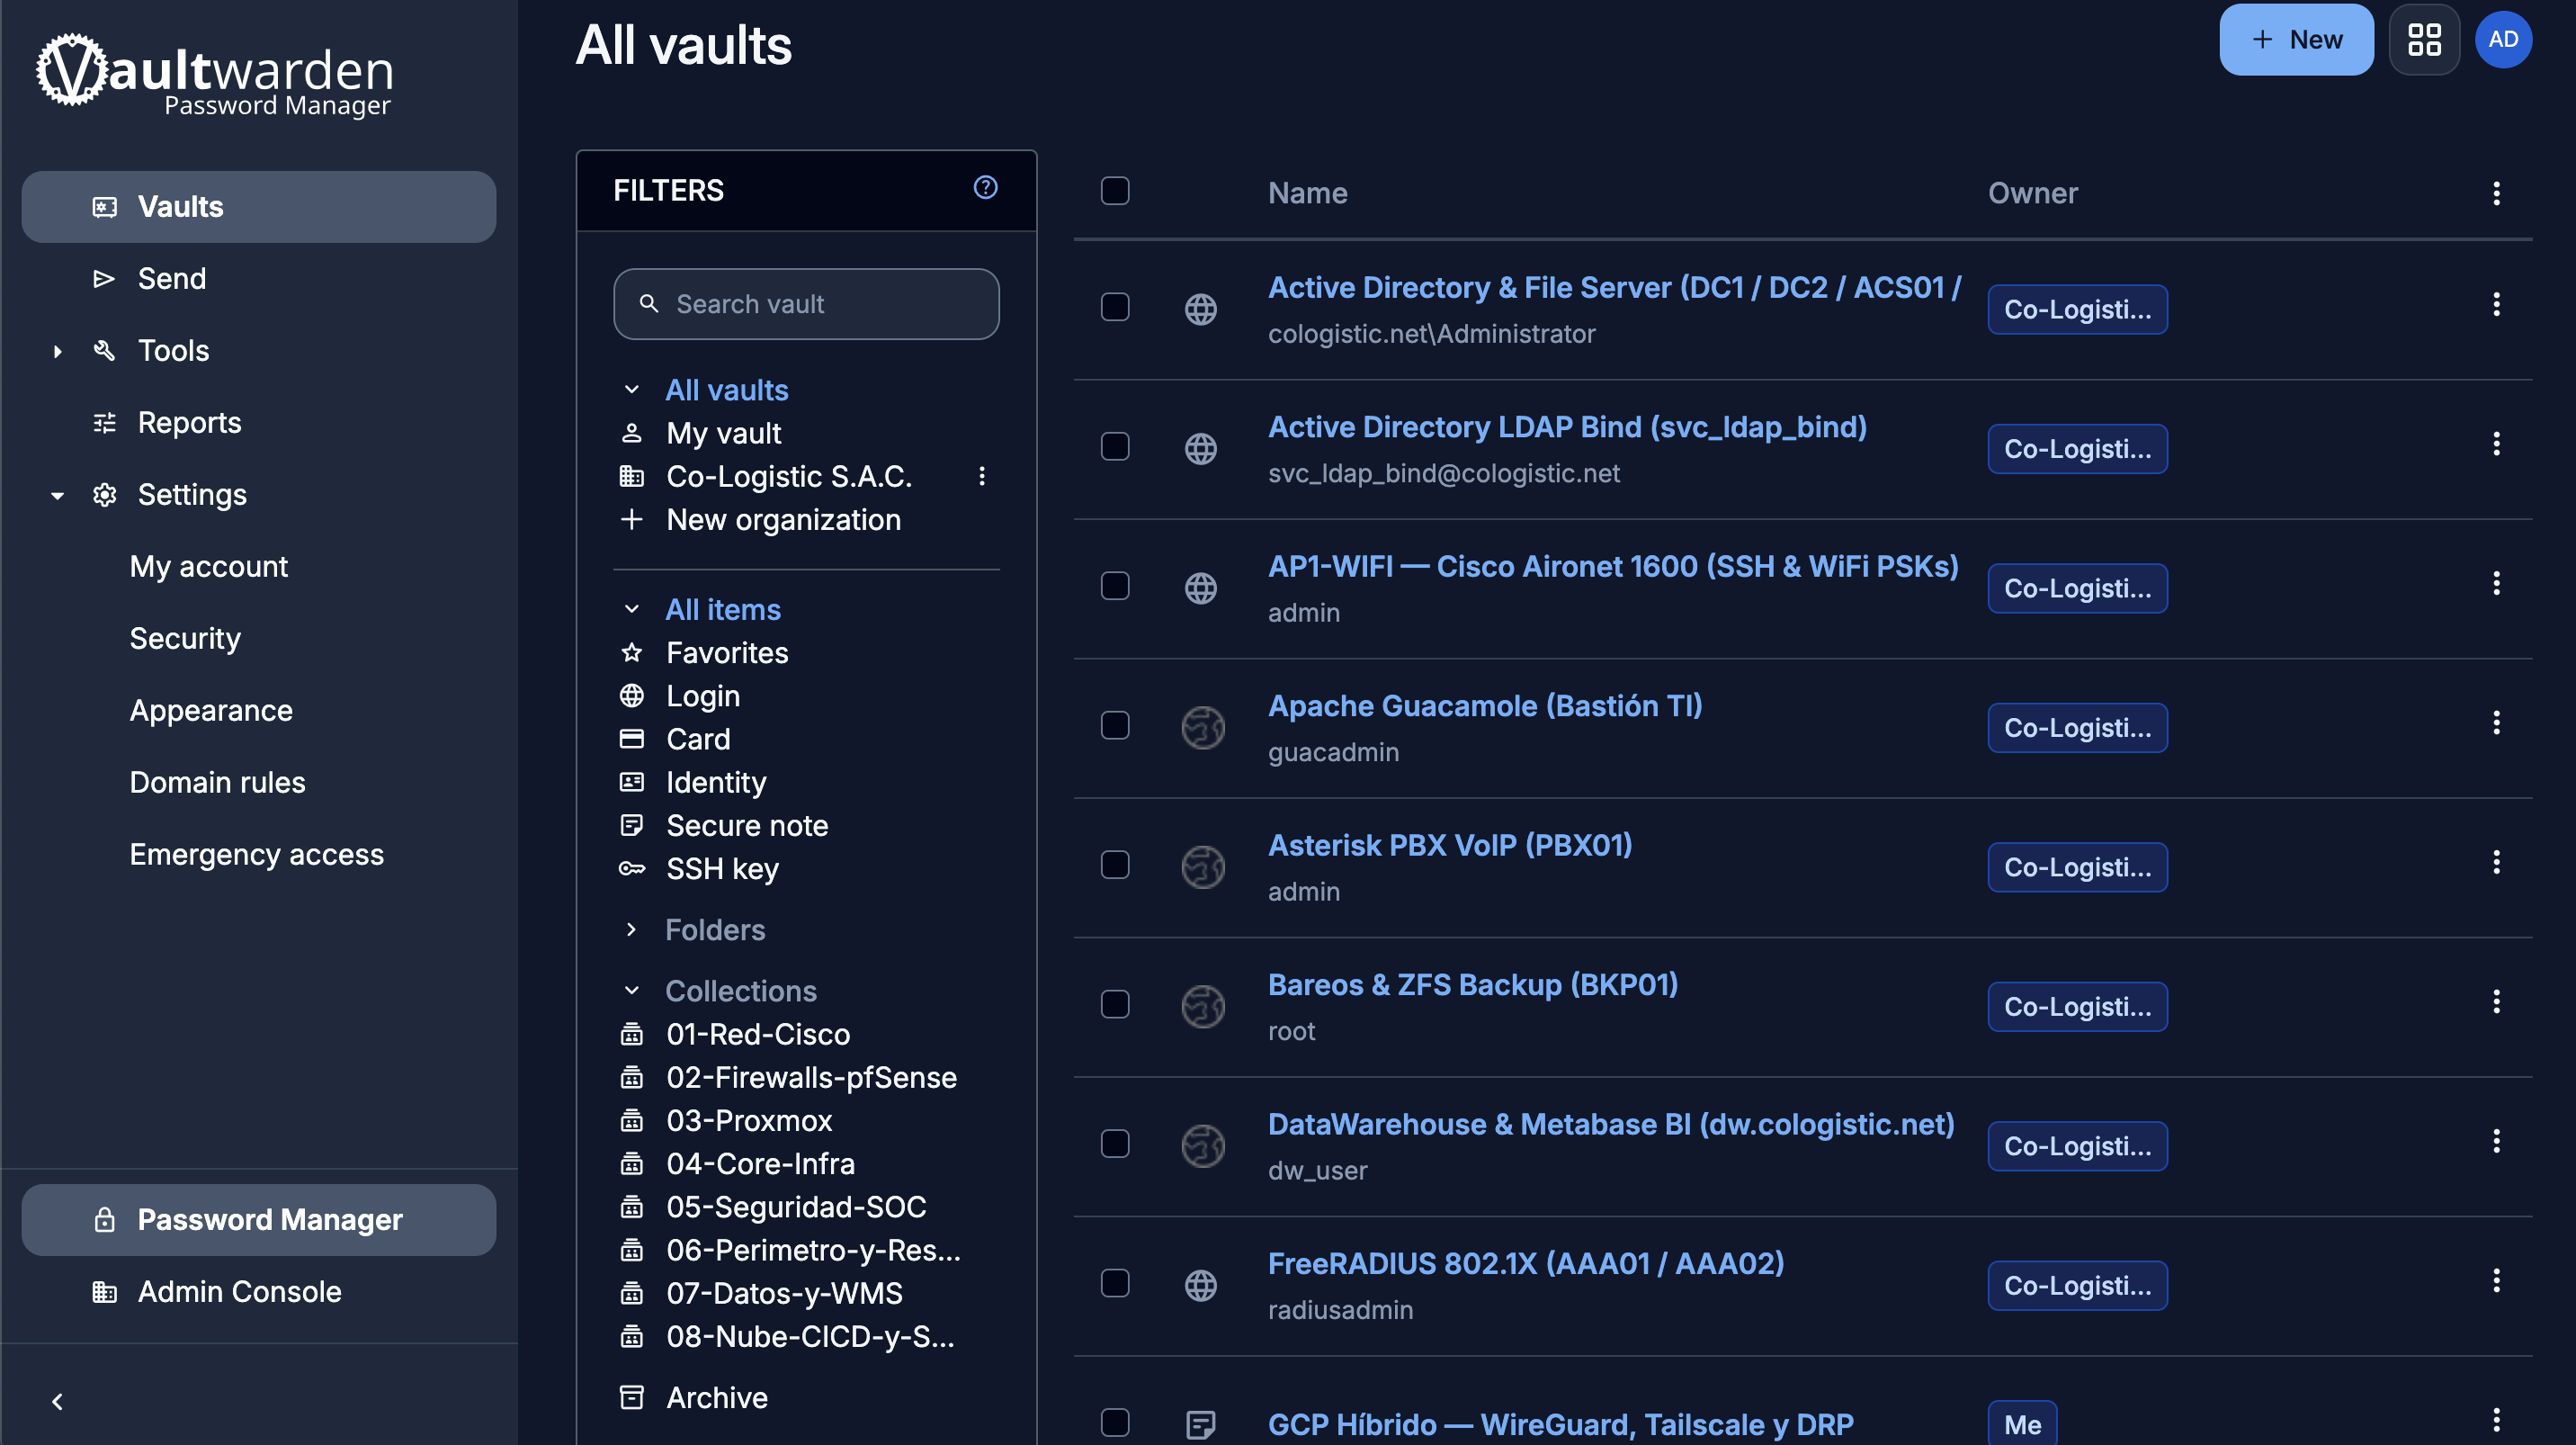 Vaultwarden
Password Manager
Vaults
Send
Tools
Reports
Settings
My account
Security
Appearance
Domain rules
Emergency access
Password Manager
Admin Console
All vaults
+ New
AD
FILTERS
Search vault
All vaults
My vault
Co-Logistic S.A.C.
New organization
All items
Favorites
Login
Card
Identity
Secure note
SSH key
Folders
Collections
01-Red-Cisco
02-Firewalls-pfSense
03-Proxmox
04-Core-Infra
05-Seguridad-SOC
06-Perimetro-y-Res...
07-Datos-y-WMS
08-Nube-CICD-y-S...
Archive
Name Owner
Active Directory & File Server (DC1 / DC2 / ACS01 /
cologistic.net\Administrator
Co-Logisti...
Active Directory LDAP Bind (svc_ldap_bind)
svc_ldap_bind@cologistic.net
Co-Logisti...
AP1-WIFI — Cisco Aironet 1600 (SSH & WiFi PSKs)
admin
Co-Logisti...
Apache Guacamole (Bastión TI)
guacadmin
Co-Logisti...
Asterisk PBX VoIP (PBX01)
admin
Co-Logisti...
Bareos & ZFS Backup (BKP01)
root
Co-Logisti...
DataWarehouse & Metabase BI (dw.cologistic.net)
dw_user
Co-Logisti...
FreeRADIUS 802.1X (AAA01 / AAA02)
radiusadmin
Co-Logisti...
GCP Híbrido — WireGuard, Tailscale y DRP
Me